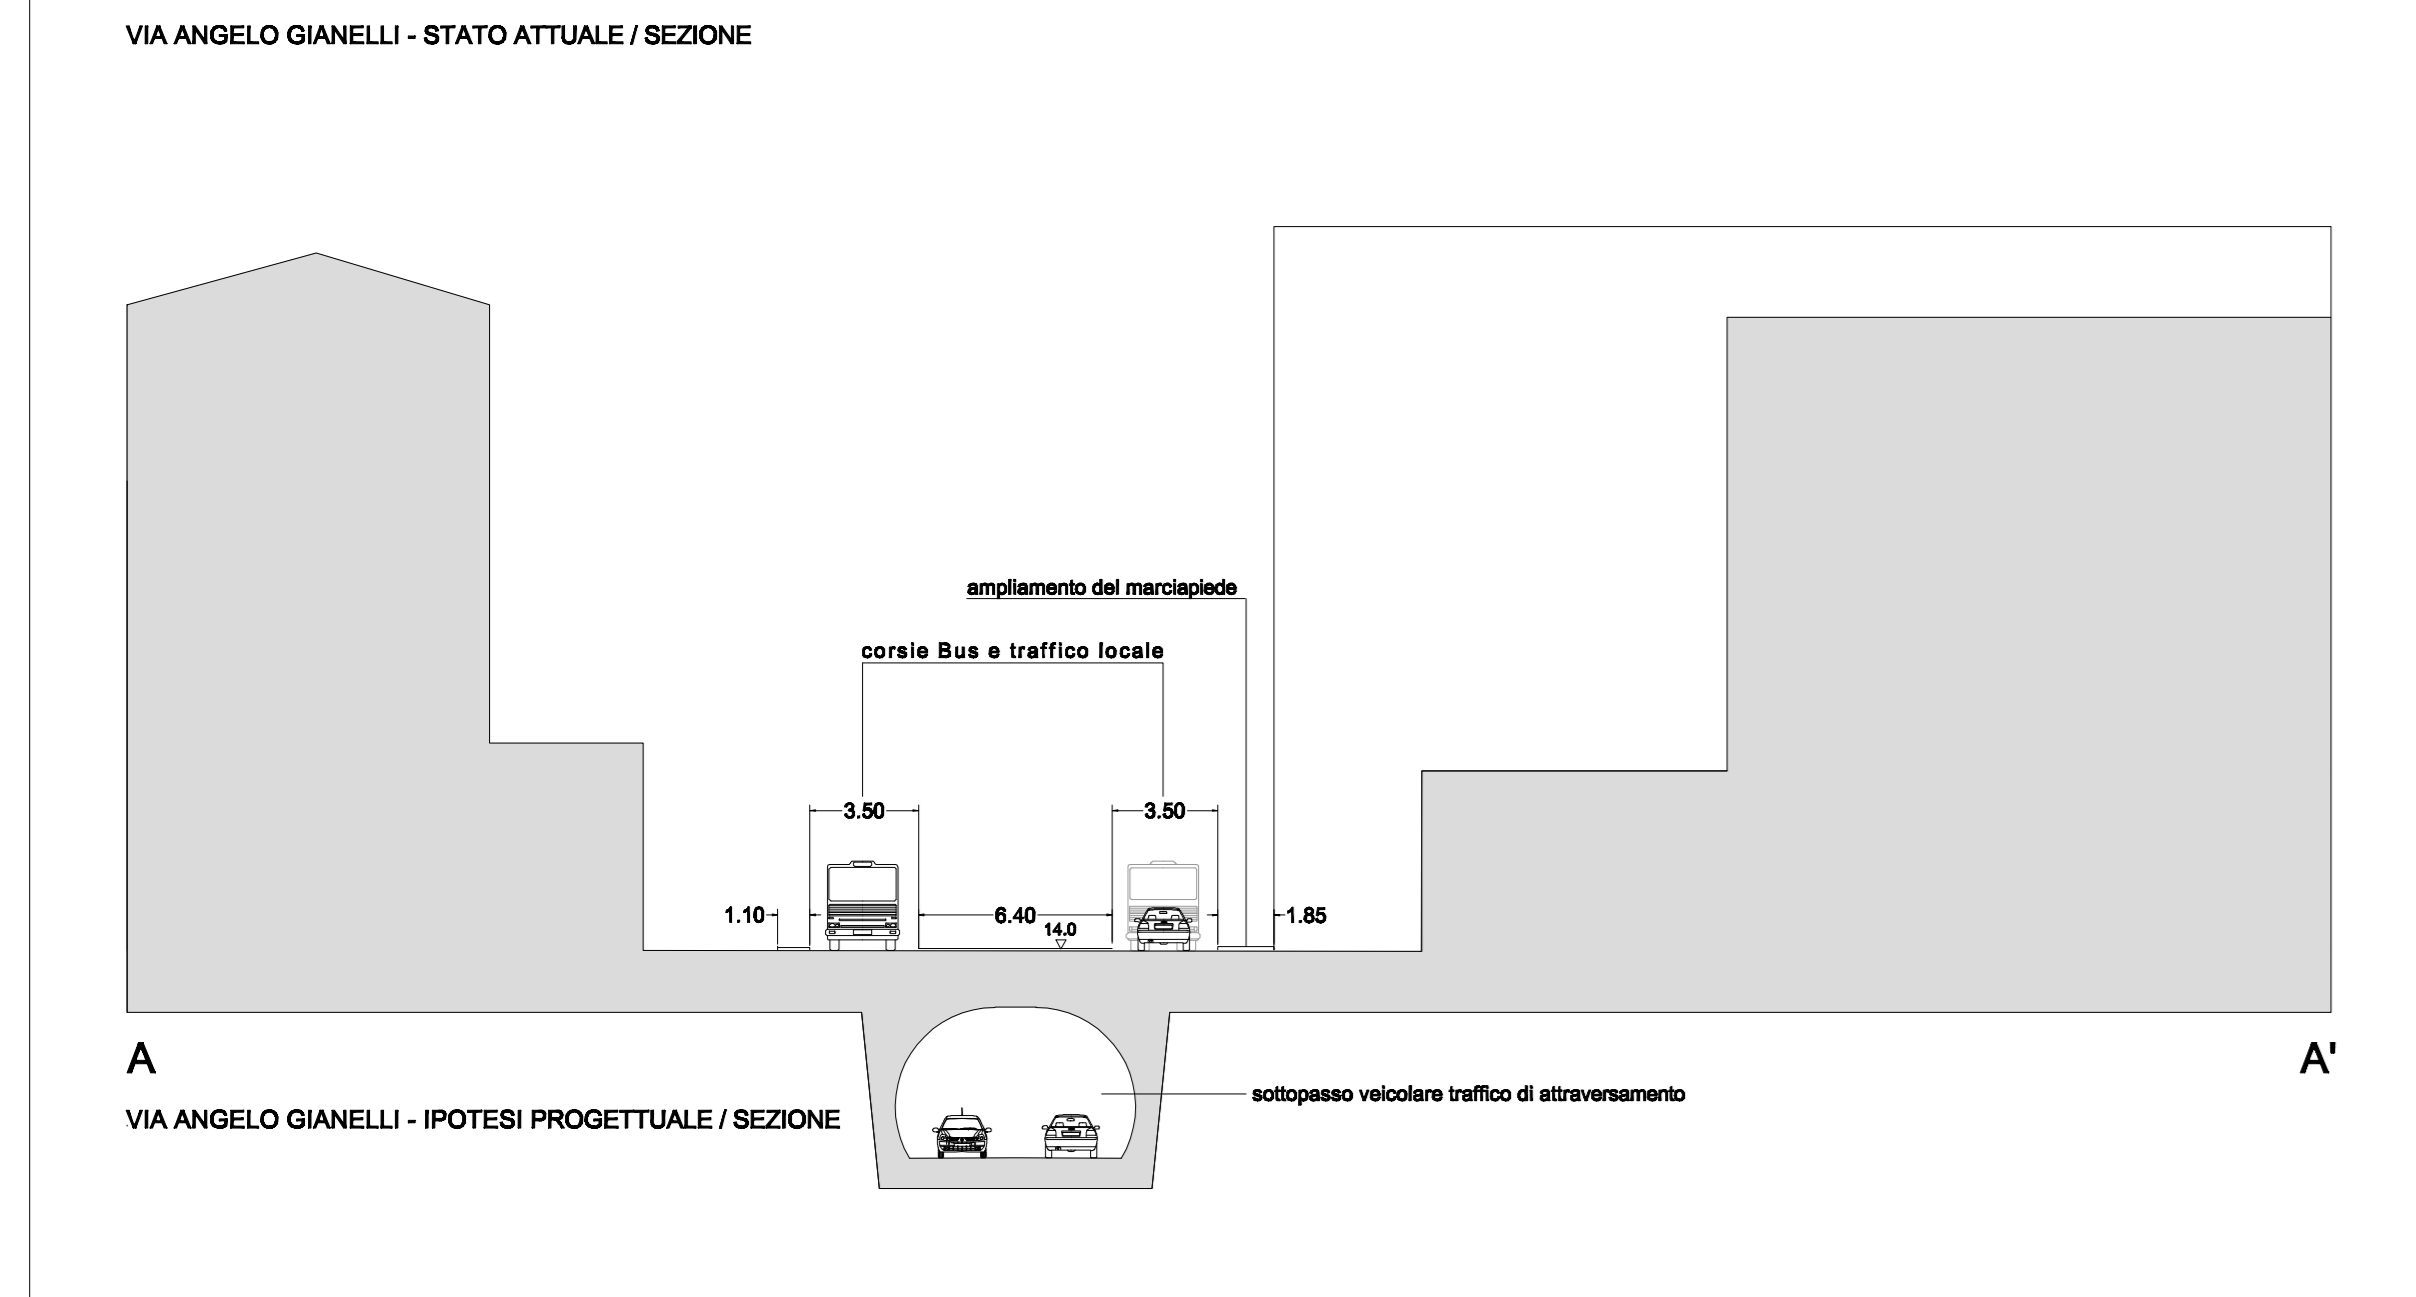 VIA ANGELO GIANELLI - STATO ATTUALE / SEZIONE
ampliamento del marciapiede
corsie Bus e traffico locale
3.50
3.50
1.10
6.40
1.85
14.0
A
A'
sottopasso veicolare traffico di attraversamento
VIA ANGELO GIANELLI - IPOTESI PROGETTUALE / SEZIONE